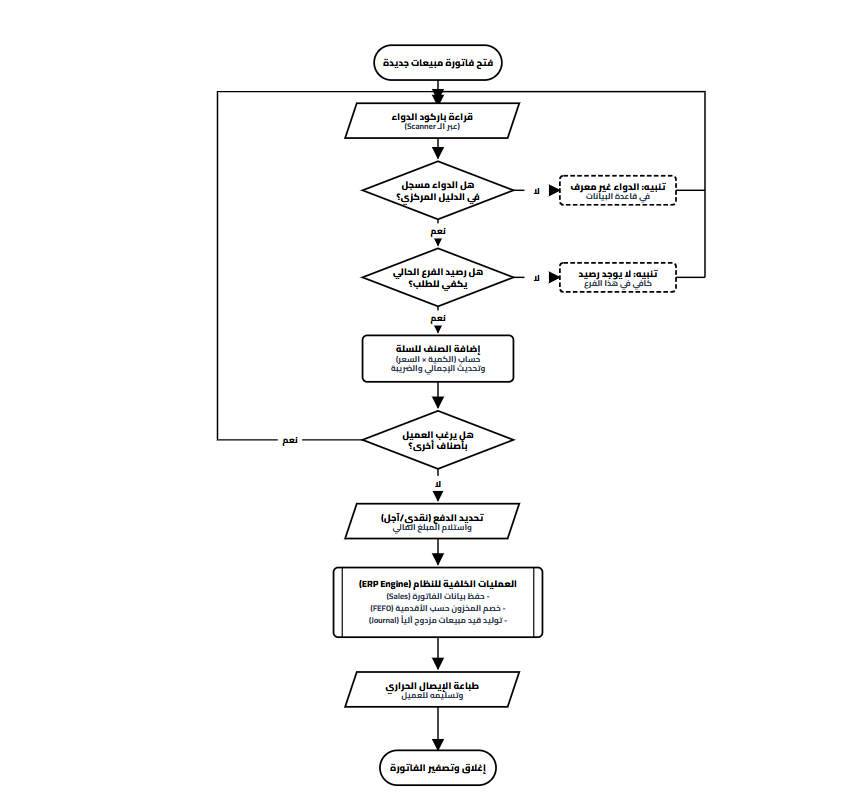 فتح فاتورة مبيعات جديدة
قراءة باركود الدواء
(عبر الـ Scanner)
هل الدواء مسجل
في الدليل المركزي؟
لا
تنبيه: الدواء غير معرف
في قاعدة البيانات
نعم
هل رصيد الفرع الحالي
يكفي للطلب؟
لا
تنبيه: لا يوجد رصيد
كافي في هذا الفرع
نعم
إضافة الصنف للسلة
حساب (الكمية × السعر)
وتحديث الإجمالي والضريبة
هل يرغب العميل
بأصناف أخرى؟
نعم
لا
تحديد الدفع (نقدي/آجل)
واستلام المبلغ المالي
العمليات الخلفية للنظام (ERP Engine)
- حفظ بيانات الفاتورة (Sales)
- خصم المخزون حسب الأقدمية (FEFO)
- توليد قيد مبيعات مزدوج آلياً (Journal)
طباعة الإيصال الحراري
وتسليمه للعميل
إغلاق وتصفير الفاتورة